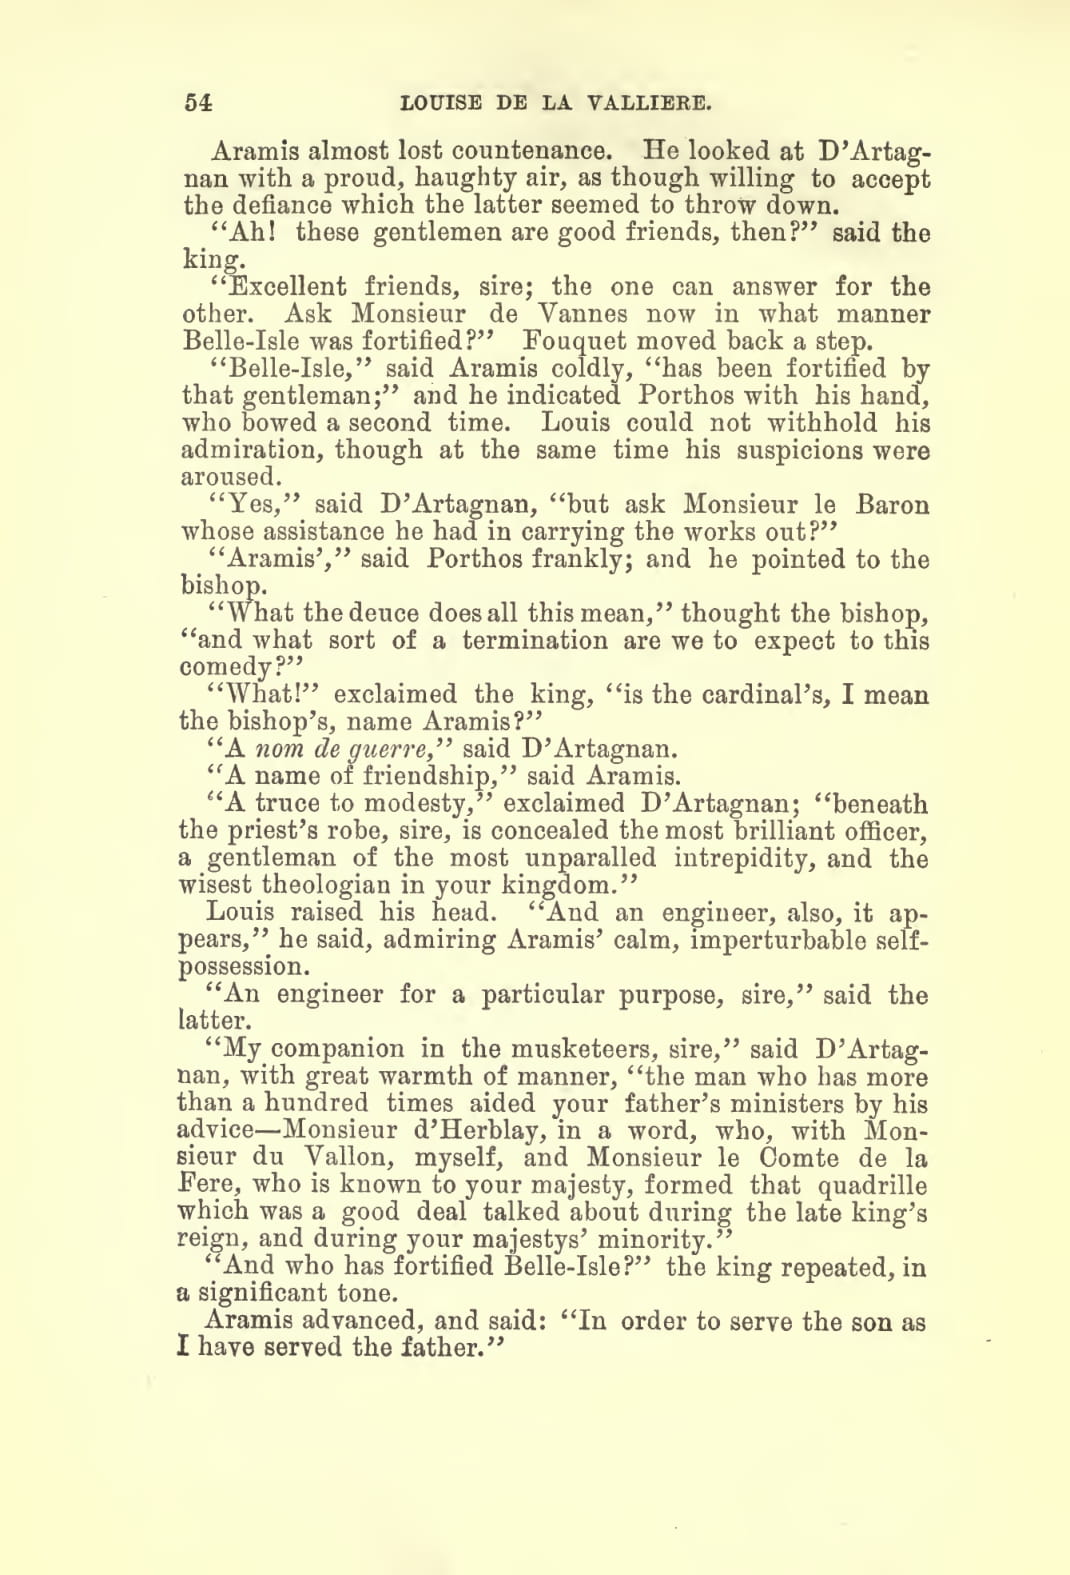 54 LOUISE DE LA VALLIERE.
Aramis almost lost countenance. He looked at D’Artag-
nan with a proud, haughty air, as though willing to accept
the defiance which the latter seemed to throw down.
“Ah! these gentlemen are good friends, then?” said the
king.
“Excellent friends, sire; the one can answer for the
other. Ask Monsieur de Vannes now in what manner
Belle-Isle was fortified?” Fouquet moved back a step.
“Belle-Isle,” said Aramis coldly, “has been fortified by
that gentleman;” and he indicated Porthos with his hand,
who bowed a second time. Louis could not withhold his
admiration, though at the same time his suspicions were
aroused.
“Yes,” said D’Artagnan, “but ask Monsieur le Baron
whose assistance he had in carrying the works out?”
“Aramis’,” said Porthos frankly; and he pointed to the
bishop.
“What the deuce does all this mean,” thought the bishop,
“and what sort of a termination are we to expect to this
comedy?”
“What!” exclaimed the king, “is the cardinal’s, I mean
the bishop’s, name Aramis?”
“A nom de guerre,” said D’Artagnan.
“A name of friendship,” said Aramis.
“A truce to modesty,” exclaimed D’Artagnan; “beneath
the priest’s robe, sire, is concealed the most brilliant officer,
a gentleman of the most unparalled intrepidity, and the
wisest theologian in your kingdom.”
Louis raised his head. “And an engineer, also, it ap-
pears,” he said, admiring Aramis’ calm, imperturbable self-
possession.
“An engineer for a particular purpose, sire,” said the
latter.
“My companion in the musketeers, sire,” said D’Artag-
nan, with great warmth of manner, “the man who has more
than a hundred times aided your father’s ministers by his
advice—Monsieur d’Herblay, in a word, who, with Mon-
sieur du Vallon, myself, and Monsieur le Comte de la
Fere, who is known to your majesty, formed that quadrille
which was a good deal talked about during the late king’s
reign, and during your majestys’ minority.”
“And who has fortified Belle-Isle?” the king repeated, in
a significant tone.
Aramis advanced, and said: “In order to serve the son as
I have served the father.”